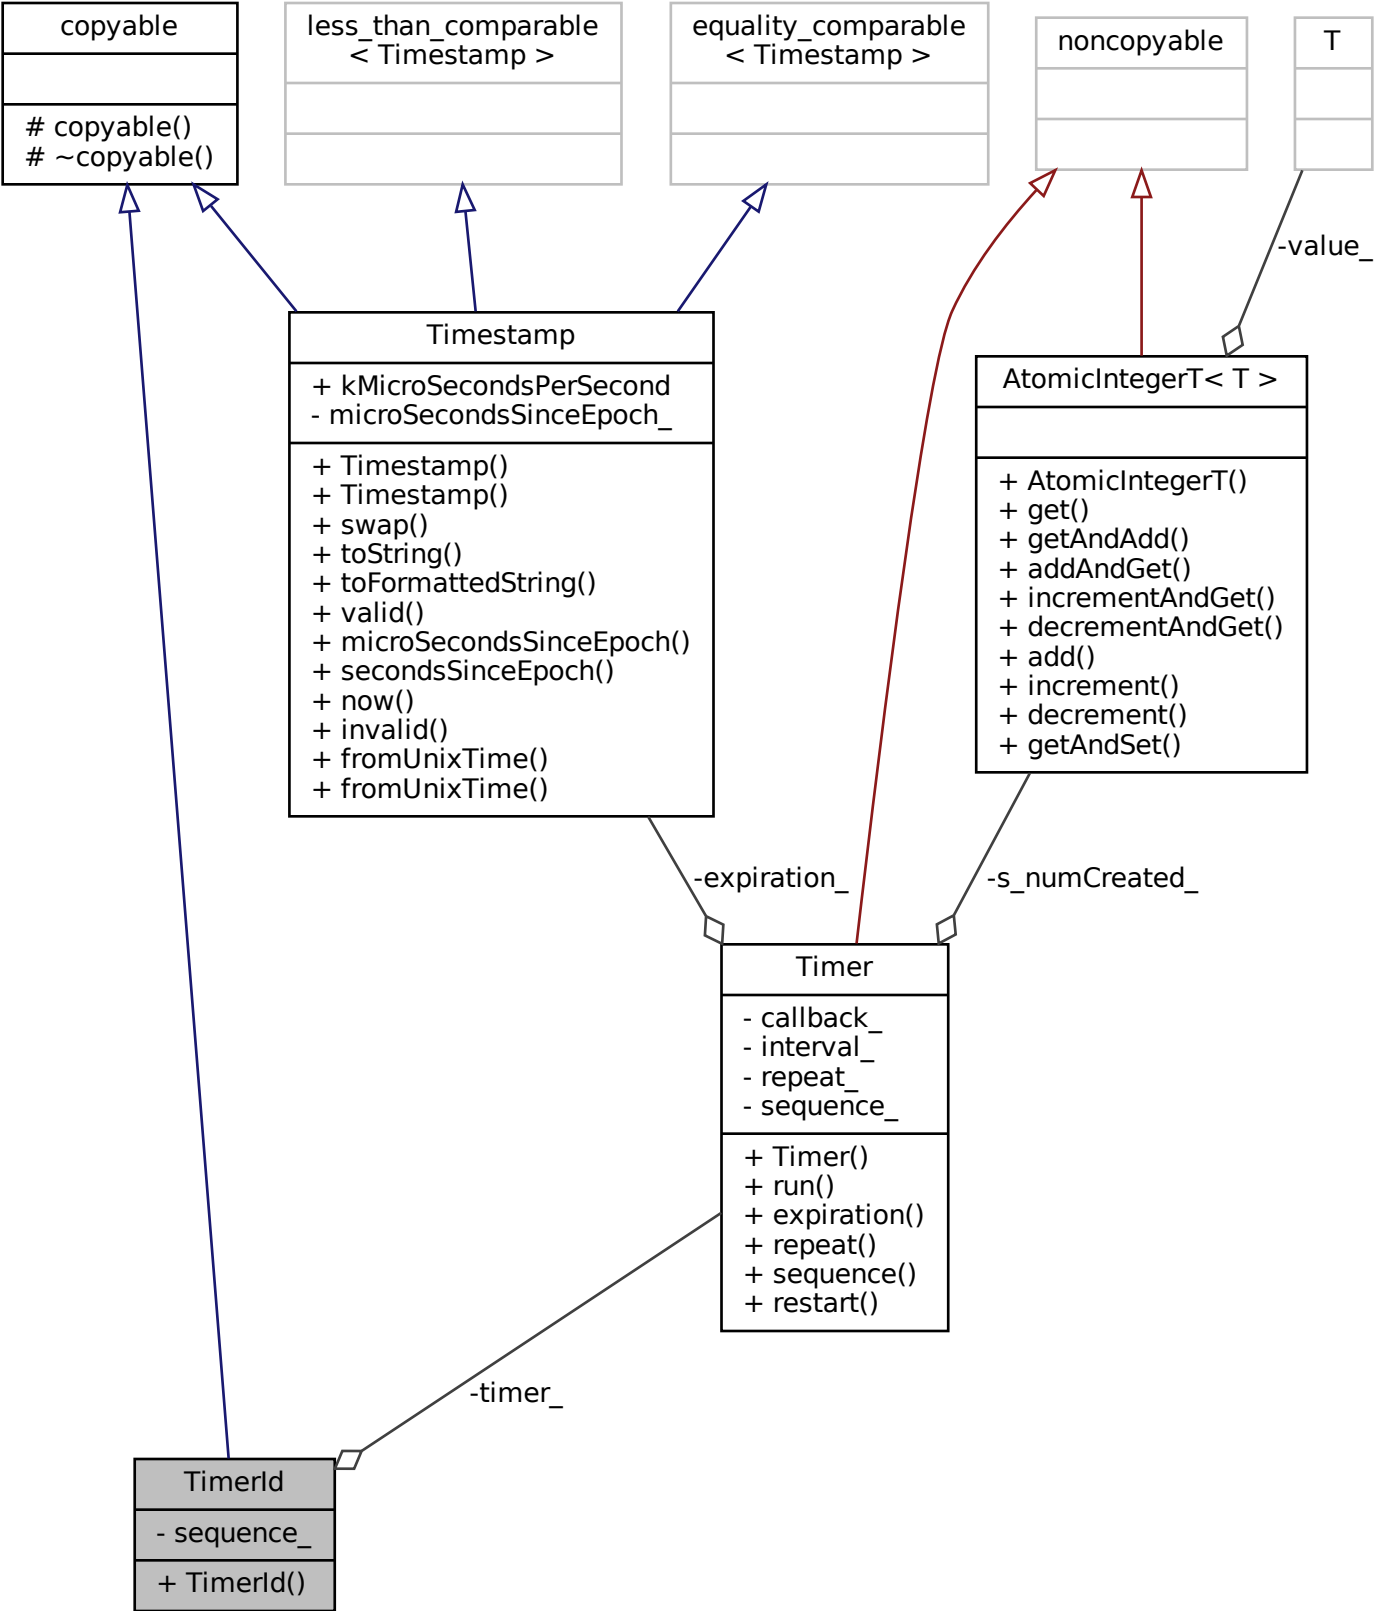 copyable
# copyable()
# ~copyable()
less_than_comparable
< Timestamp >
equality_comparable
< Timestamp >
noncopyable
T
-value_
Timestamp
+ kMicroSecondsPerSecond
- microSecondsSinceEpoch_
+ Timestamp()
+ Timestamp()
+ swap()
+ toString()
+ toFormattedString()
+ valid()
+ microSecondsSinceEpoch()
+ secondsSinceEpoch()
+ now()
+ invalid()
+ fromUnixTime()
+ fromUnixTime()
AtomicIntegerT< T >
+ AtomicIntegerT()
+ get()
+ getAndAdd()
+ addAndGet()
+ incrementAndGet()
+ decrementAndGet()
+ add()
+ increment()
+ decrement()
+ getAndSet()
-expiration_
-s_numCreated_
Timer
- callback_
- interval_
- repeat_
- sequence_
+ Timer()
+ run()
+ expiration()
+ repeat()
+ sequence()
+ restart()
-timer_
TimerId
- sequence_
+ TimerId()